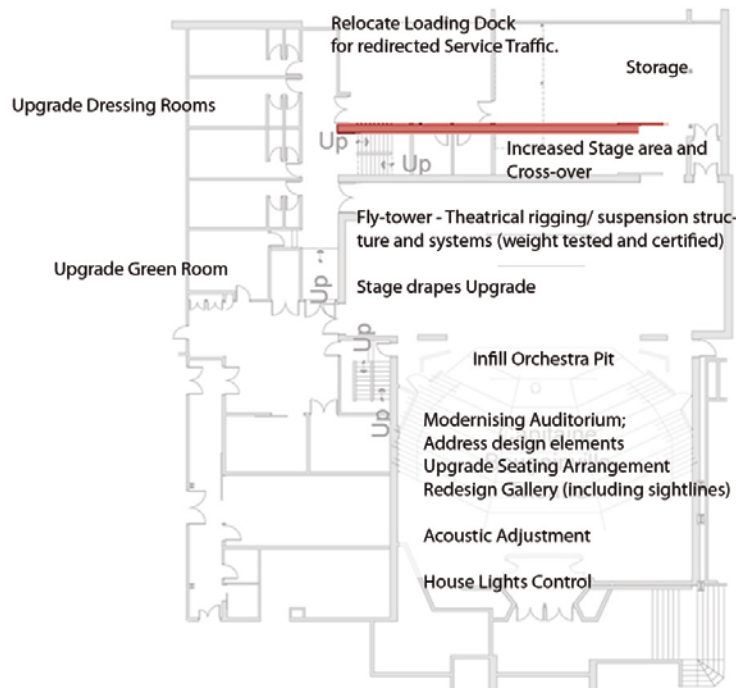 Relocate Loading Dock
for redirected Service Traffic.
Storage
Upgrade Dressing Rooms
Up
Up
Increased Stage area and
Cross-over
Fly-tower - Theatrical rigging/ suspension struc-
ture and systems (weight tested and certified)
Upgrade Green Room
Up
Stage drapes Upgrade
Up
Infill Orchestra Pit
Up
Modernising Auditorium;
Capitaine
Address design elements
Bougainville
Upgrade Seating Arrangement
Redesign Gallery (including sightlines)
Acoustic Adjustment
House Lights Control